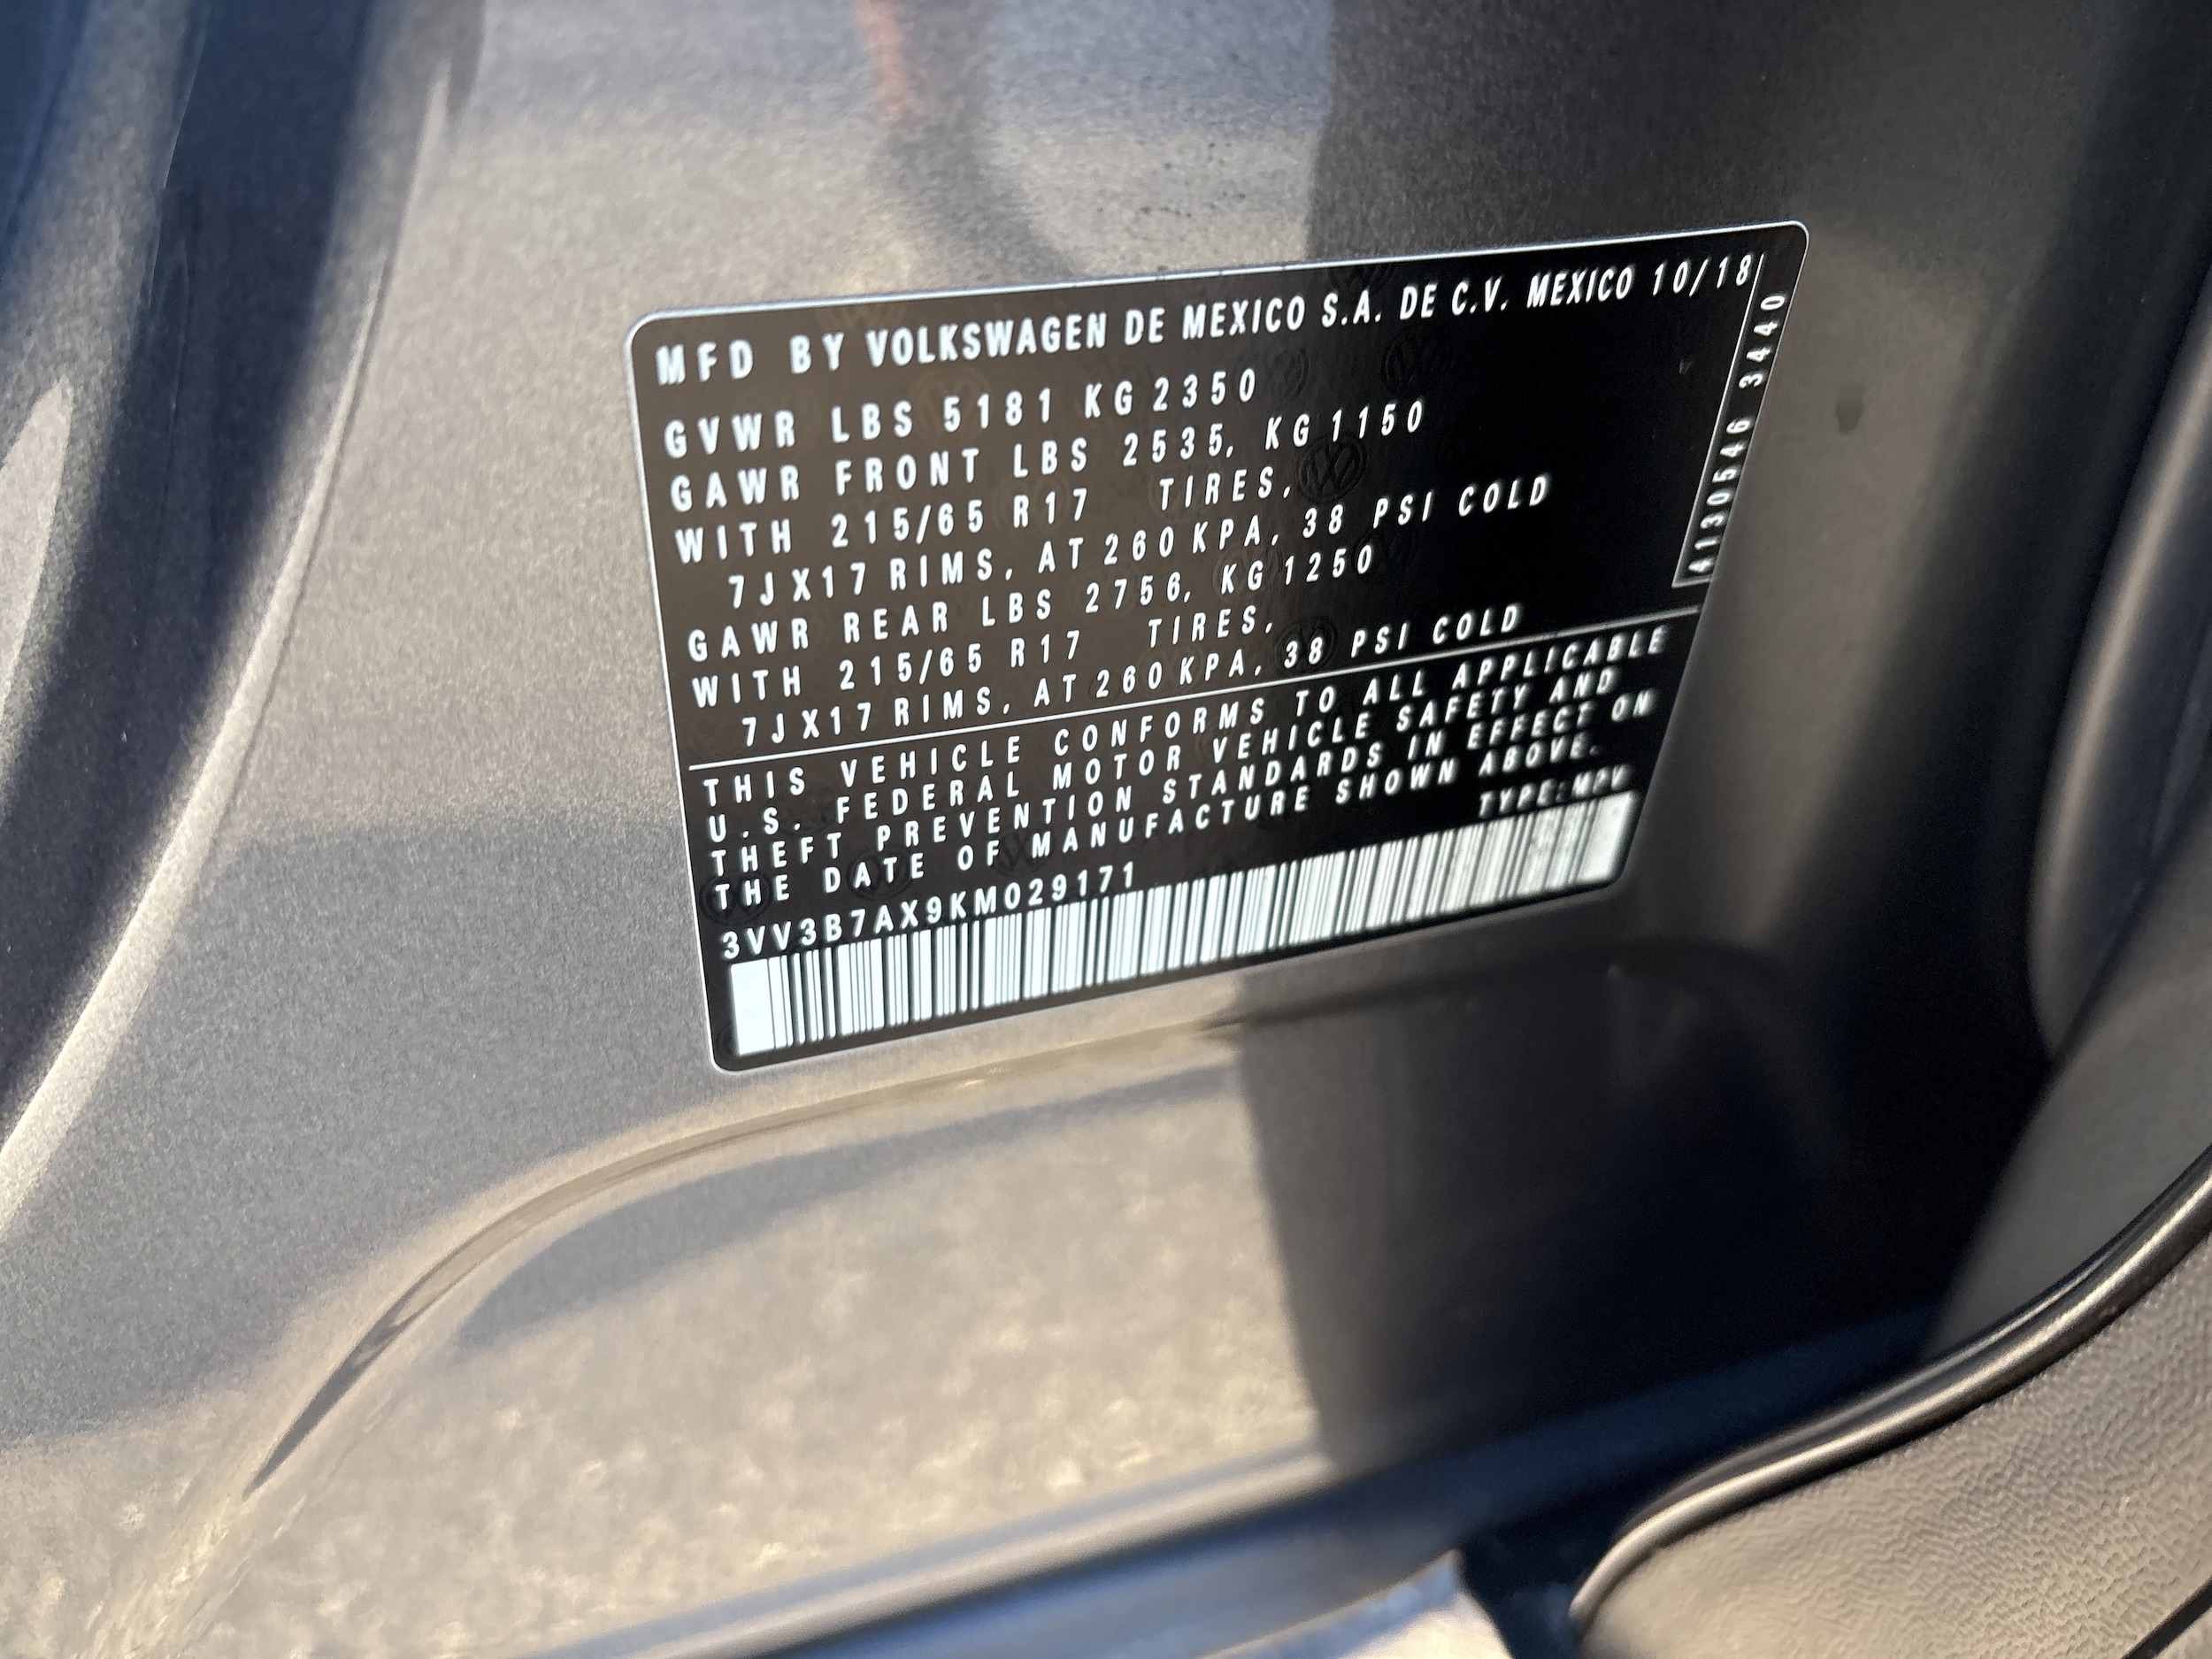 MFD BY VOLKSWAGEN DE MEXICO S.A. DE C.V. MEXICO 10/18
GVWR LBS 5181 KG 2350
GAWR FRONT LBS 2535, KG 1150
WITH 215/65 R17 TIRES,
7JX17 RIMS, AT 260 KPA, 38 PSI COLD
GAWR REAR LBS 2756, KG 1250
WITH 215/65 R17 TIRES,
7JX17 RIMS, AT 260 KPA, 38 PSI COLD
THIS VEHICLE CONFORMS TO ALL APPLICABLE
U.S. FEDERAL MOTOR VEHICLE SAFETY AND
THEFT PREVENTION STANDARDS IN EFFECT ON
THE DATE OF MANUFACTURE SHOWN ABOVE.
TYPE:MPV
3VV3B7AX9KM029171
3440